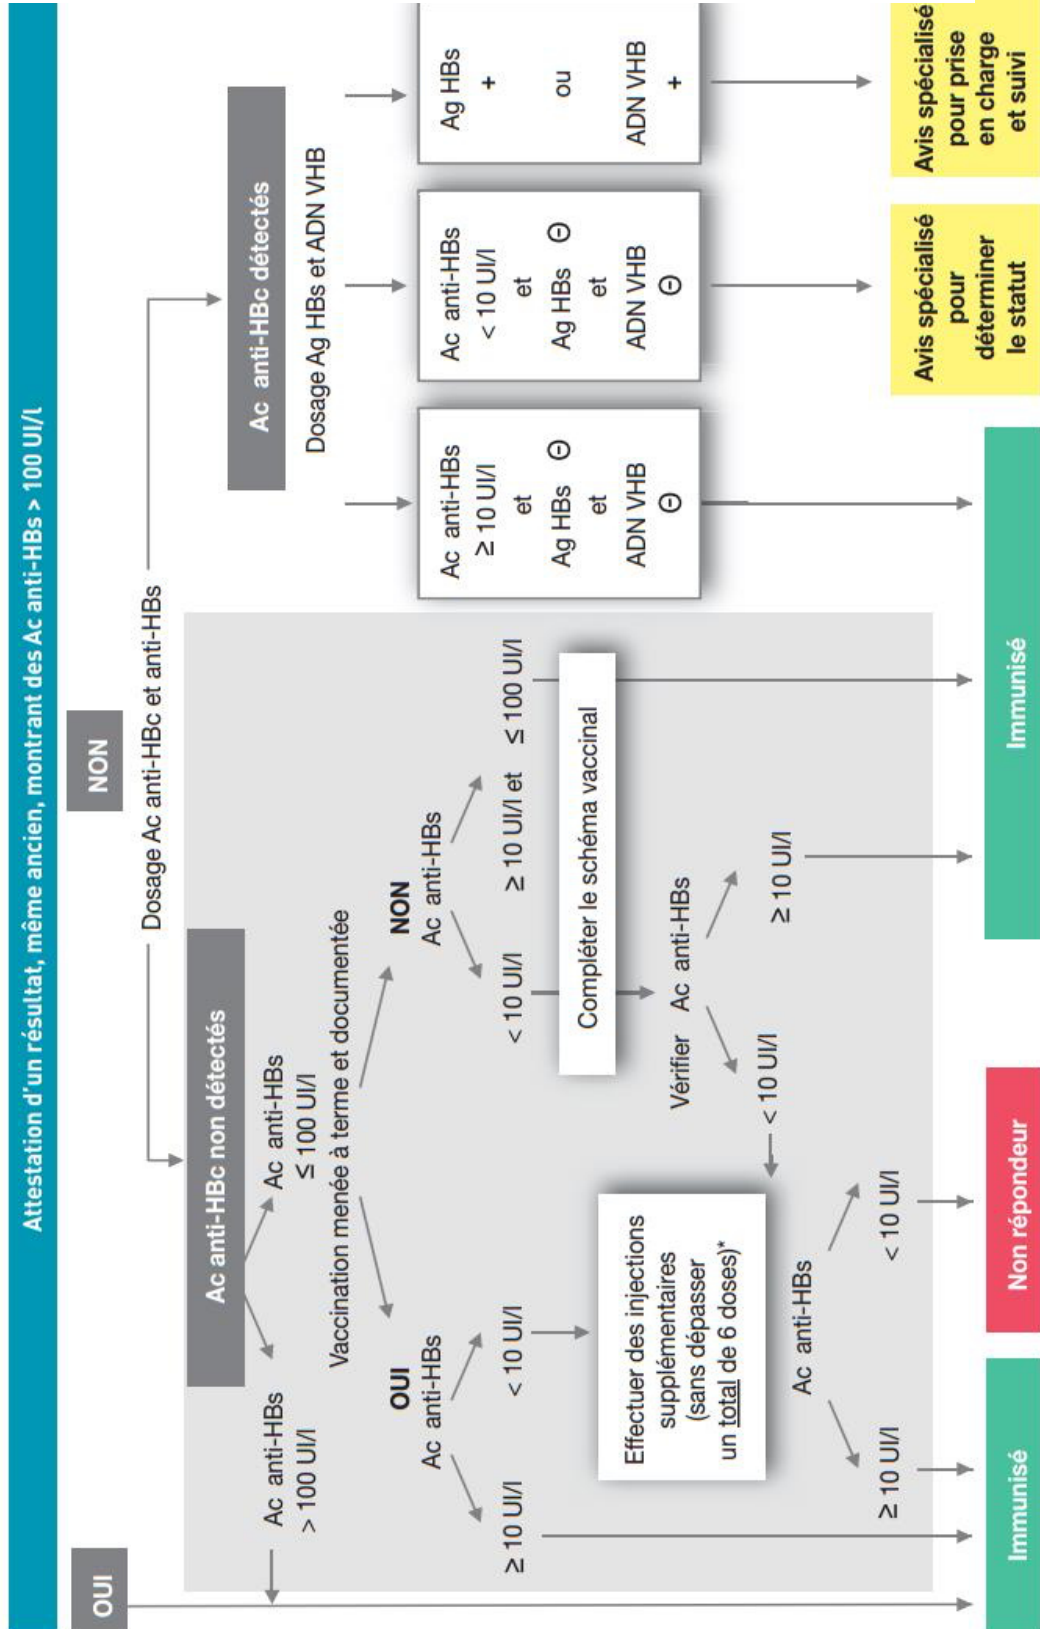 Attestation d'un résultat, même ancien, montrant des Ac anti-HBs > 100 UI/l
OUI
NON
Dosage Ac anti-HBc et anti-HBs
Ac anti-HBc non détectés
Ac anti-HBs
> 100 UI/l
Ac anti-HBs
≤ 100 UI/l
Vaccination menée à terme et documentée
OUI
Ac anti-HBs
≥ 10 UI/l
< 10 UI/l
NON
Ac anti-HBs
< 10 UI/l
≥ 10 UI/l et ≤ 100 UI/l
Compléter le schéma vaccinal
Vérifier Ac anti-HBs
< 10 UI/l
≥ 10 UI/l
Effectuer des injections
supplémentaires
(sans dépasser
un total de 6 doses)*
Ac anti-HBs
≥ 10 UI/l
< 10 UI/l
Ac anti-HBc détectés
Dosage Ag HBs et ADN VHB
Ac anti-HBs
≥ 10 UI/l
et
Ag HBs ⊖
et
ADN VHB
⊖
Ac anti-HBs
< 10 UI/l
et
Ag HBs ⊖
et
ADN VHB
⊖
Ag HBs
+
ou
ADN VHB
+
Immunisé
Non répondeur
Immunisé
Avis spécialisé
pour
déterminer
le statut
Avis spécialisé
pour prise
en charge
et suivi